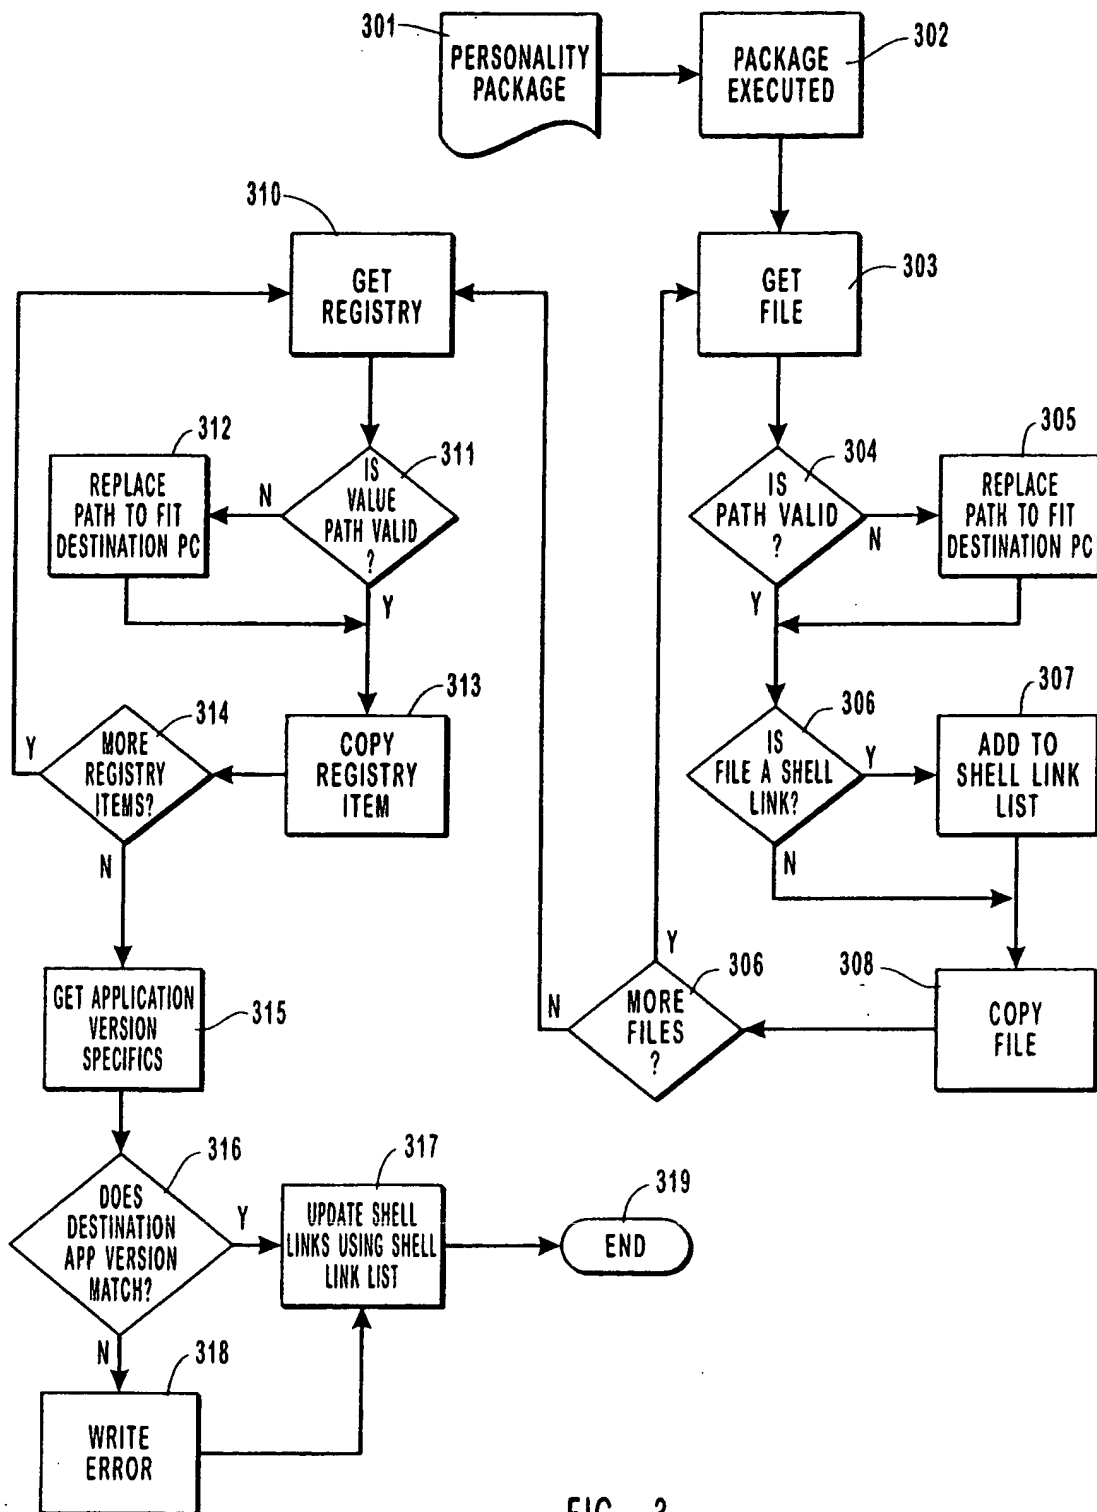 301
PERSONALITY
PACKAGE
302
PACKAGE
EXECUTED
303
GET
FILE
304
IS
PATH VALID
?
N
Y
305
REPLACE
PATH TO FIT
DESTINATION PC
306
IS
FILE A SHELL
LINK?
Y
N
307
ADD TO
SHELL LINK
LIST
308
COPY
FILE
306
MORE
FILES
?
Y
N
310
GET
REGISTRY
311
IS
VALUE
PATH VALID
?
N
Y
312
REPLACE
PATH TO FIT
DESTINATION PC
313
COPY
REGISTRY
ITEM
314
MORE
REGISTRY
ITEMS?
Y
N
315
GET APPLICATION
VERSION
SPECIFICS
316
DOES
DESTINATION
APP VERSION
MATCH?
Y
N
317
UPDATE SHELL
LINKS USING SHELL
LINK LIST
318
WRITE
ERROR
319
END